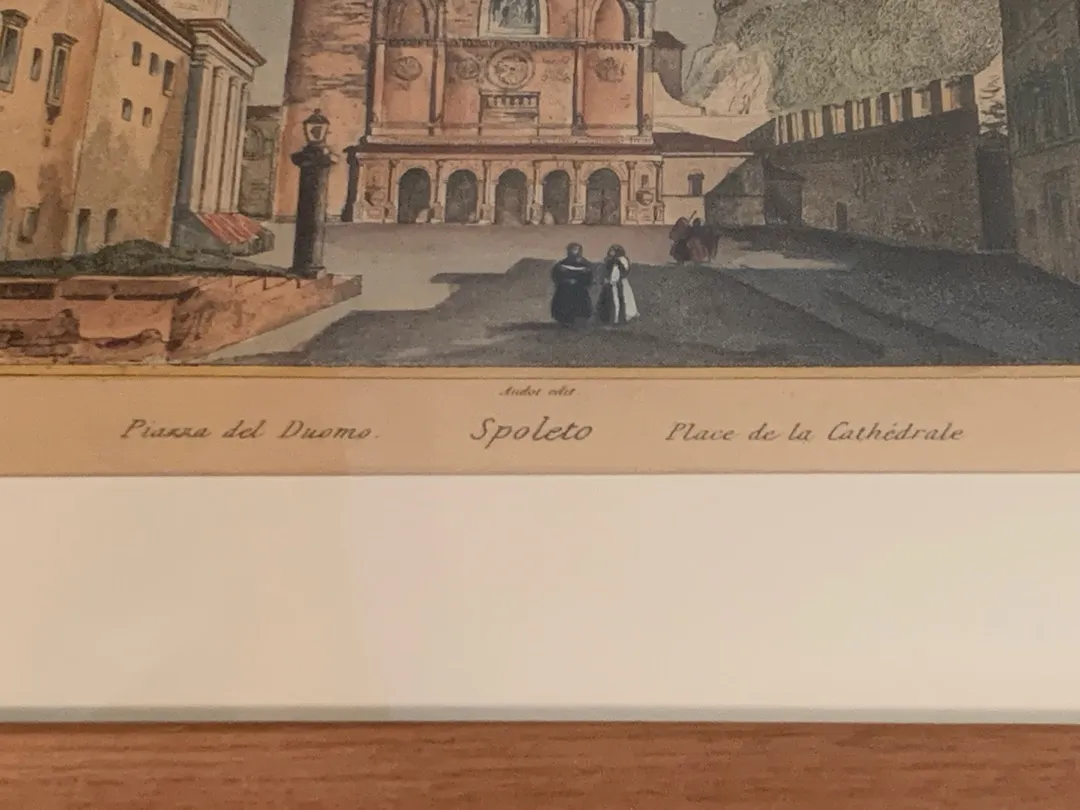 Audot edit.
Piazza del Duomo. Spoleto Place de la Cathédrale